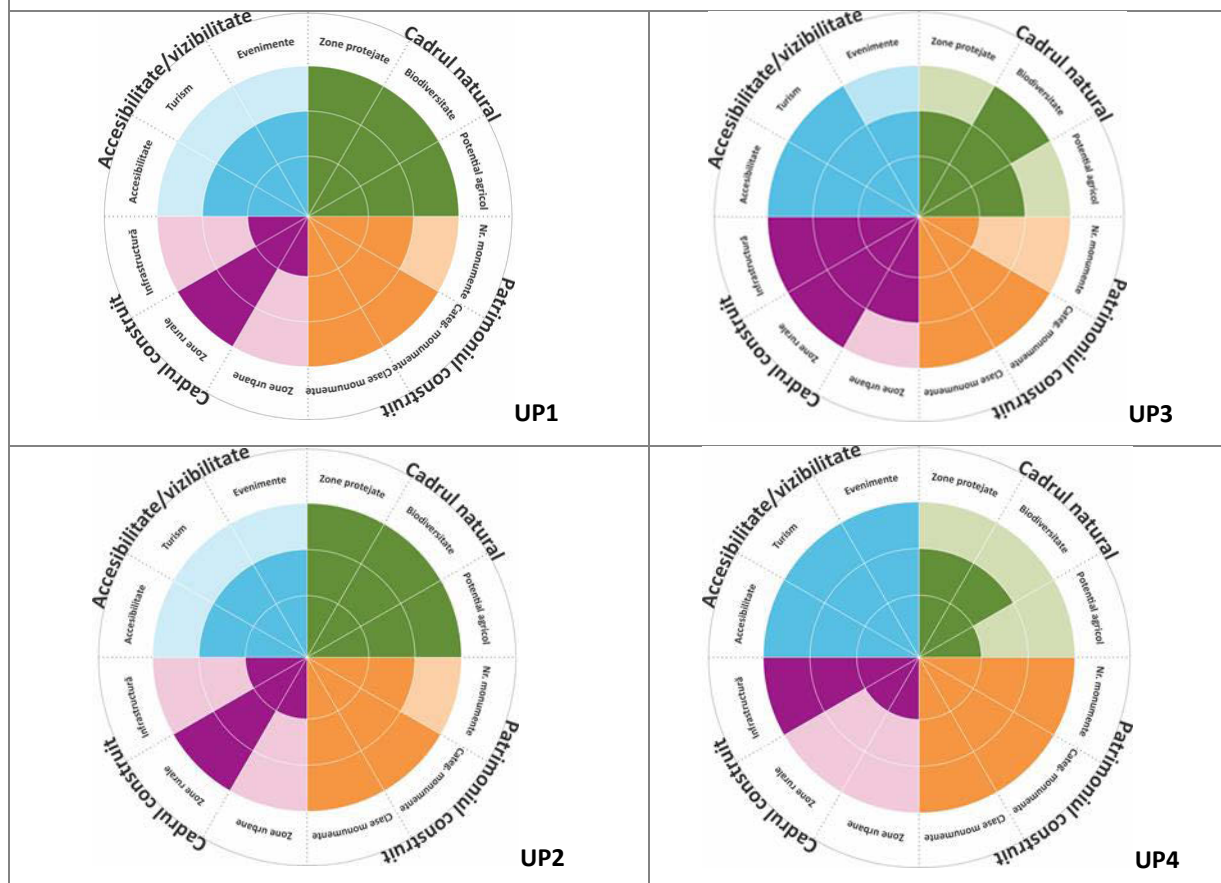 Accesibilitate/vizibilitate
Cadrul natural
Patrimoniul construit
Cadrul construit
Evenimente
Zone protejate
Biodiversitate
Potential agricol
Nr. monumente
Categ. monumente
Clase monumente
Zone urbane
Zone rurale
Infrastructură
Accesibilitate
Turism
UP1
Accesibilitate/vizibilitate
Cadrul natural
Patrimoniul construit
Cadrul construit
Evenimente
Zone protejate
Biodiversitate
Potential agricol
Nr. monumente
Categ. monumente
Clase monumente
Zone urbane
Zone rurale
Infrastructură
Accesibilitate
Turism
UP3
Accesibilitate/vizibilitate
Cadrul natural
Patrimoniul construit
Cadrul construit
Evenimente
Zone protejate
Biodiversitate
Potential agricol
Nr. monumente
Categ. monumente
Clase monumente
Zone urbane
Zone rurale
Infrastructură
Accesibilitate
Turism
UP2
Accesibilitate/vizibilitate
Cadrul natural
Patrimoniul construit
Cadrul construit
Evenimente
Zone protejate
Biodiversitate
Potential agricol
Nr. monumente
Categ. monumente
Clase monumente
Zone urbane
Zone rurale
Infrastructură
Accesibilitate
Turism
UP4